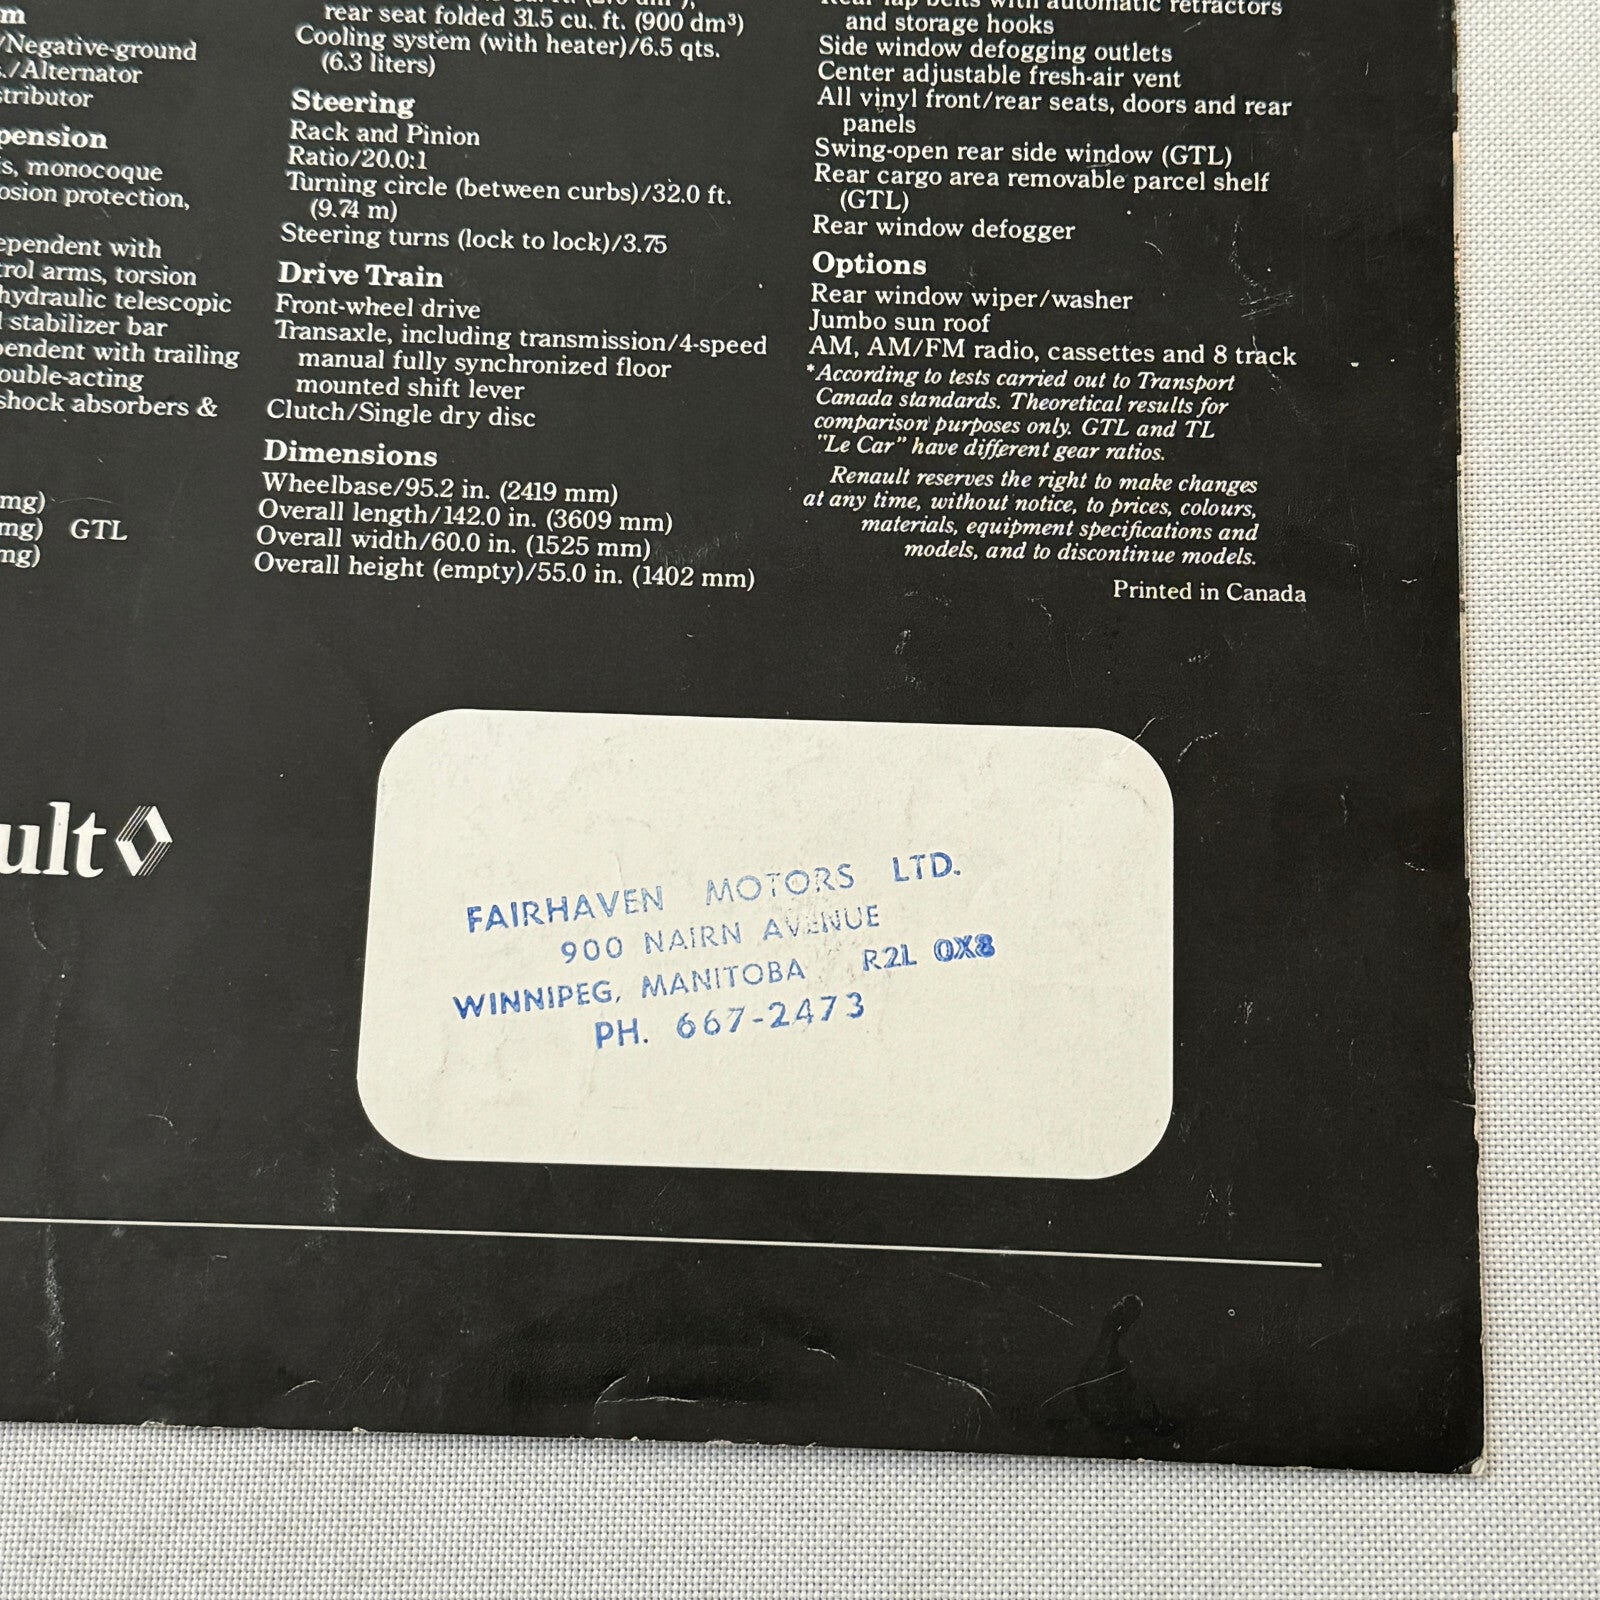 /Negative-ground
/Alternator
s, monocoque
protection,
with
arms, torsion
hydraulic telescopic
stabilizer bar
with trailing
shock absorbers &
mg)
mg) GTL
mg)
rear seat folded 31.5 cu. ft. (900 dm³)
Cooling system (with heater)/6.5 qts.
(6.3 liters)
Steering
Rack and Pinion
Ratio/20.0:1
Turning circle (between curbs)/32.0 ft.
(9.74 m)
Steering turns (lock to lock)/3.75
Drive Train
Front-wheel drive
Transaxle, including transmission/4-speed
manual fully synchronized floor
mounted shift lever
Clutch/Single dry disc
Dimensions
Wheelbase/95.2 in. (2419 mm)
Overall length/142.0 in. (3609 mm)
Overall width/60.0 in. (1525 mm)
Overall height (empty)/55.0 in. (1402 mm)
Rear lap belts with automatic retractors
and storage hooks
Side window defogging outlets
Center adjustable fresh-air vent
All vinyl front/rear seats, doors and rear
panels
Swing-open rear side window (GTL)
Rear cargo area removable parcel shelf
(GTL)
Rear window defogger
Options
Rear window wiper/washer
Jumbo sun roof
AM, AM/FM radio, cassettes and 8 track
*According to tests carried out to Transport
Canada standards. Theoretical results for
comparison purposes only. GTL and TL
"Le Car" have different gear ratios.
Renault reserves the right to make changes
at any time, without notice, to prices, colours,
materials, equipment specifications and
models, and to discontinue models.
Printed in Canada
ult
FAIRHAVEN MOTORS LTD.
900 NAIRN AVENUE
WINNIPEG, MANITOBA R2L 0X8
PH. 667-2473